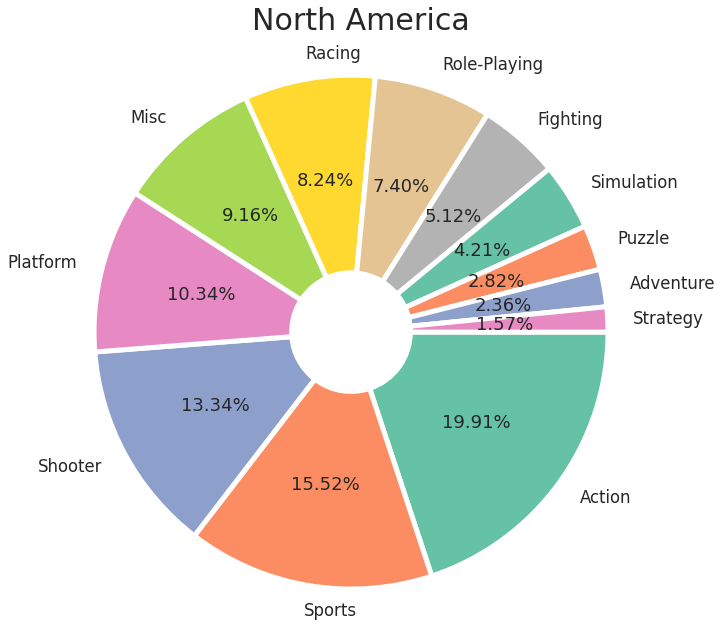 North America
Racing
Role-Playing
Misc
Fighting
Simulation
Puzzle
Platform
Adventure
Strategy
Shooter
Action
Sports
8.24%
7.40%
9.16%
5.12%
4.21%
2.82%
10.34%
2.36%
1.57%
13.34%
19.91%
15.52%